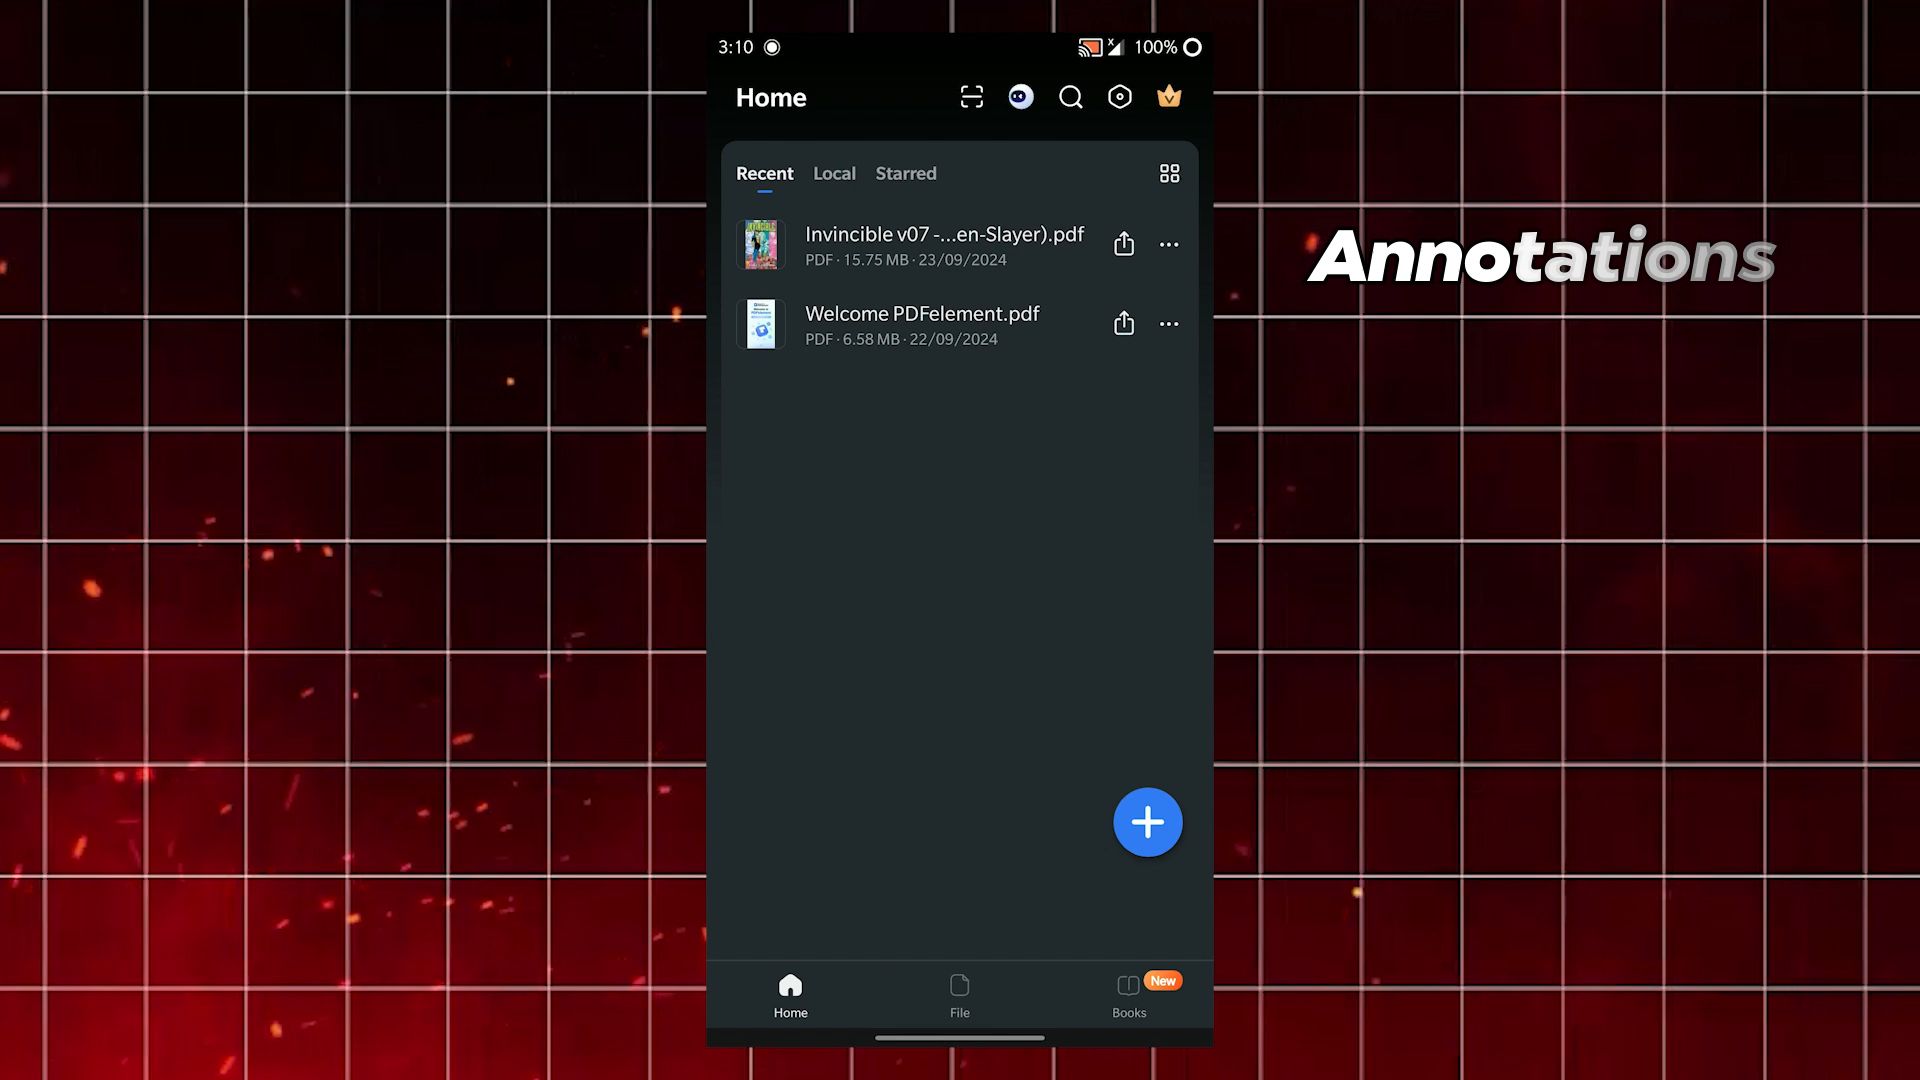 3:10
100%
Home
Recent Local Starred
Invincible v07 -...en-Slayer).pdf
PDF · 15.75 MB · 23/09/2024
Welcome PDFelement.pdf
PDF · 6.58 MB · 22/09/2024
Annotations
New
Home
File
Books